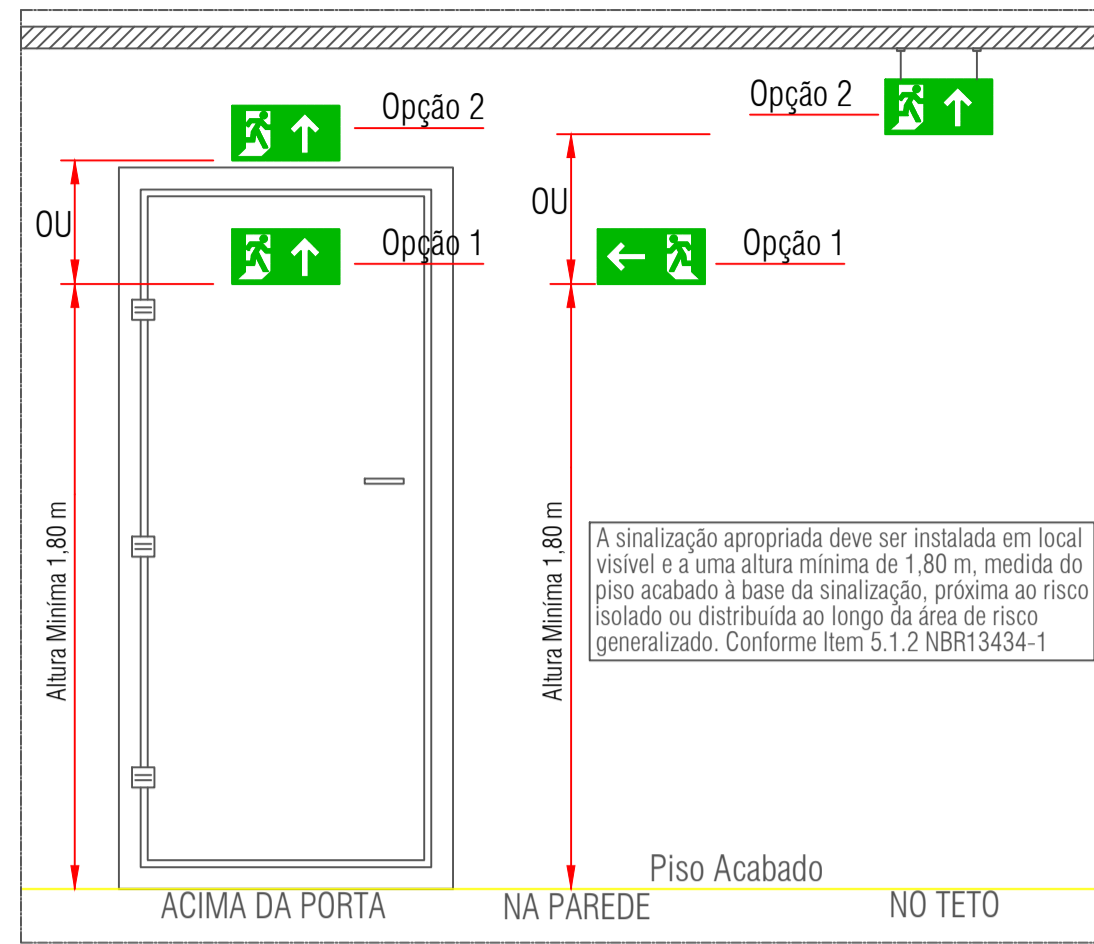 Opção 2
Opção 2
OU
OU
Opção 1
Opção 1
Altura Miníma 1,80 m
Altura Miníma 1,80 m
A sinalização apropriada deve ser instalada em local
visível e a uma altura mínima de 1,80 m, medida do
piso acabado à base da sinalização, próxima ao risco
isolado ou distribuída ao longo da área de risco
generalizado. Conforme Item 5.1.2 NBR13434-1
Piso Acabado
ACIMA DA PORTA
NA PAREDE
NO TETO